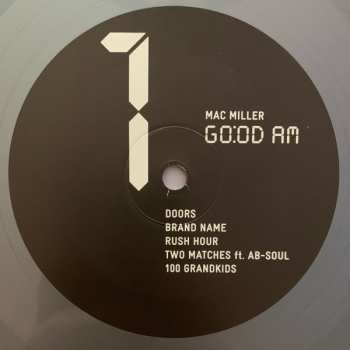 1
MAC MILLER
GO:OD AM
DOORS
BRAND NAME
RUSH HOUR
TWO MATCHES ft. AB-SOUL
100 GRANDKIDS